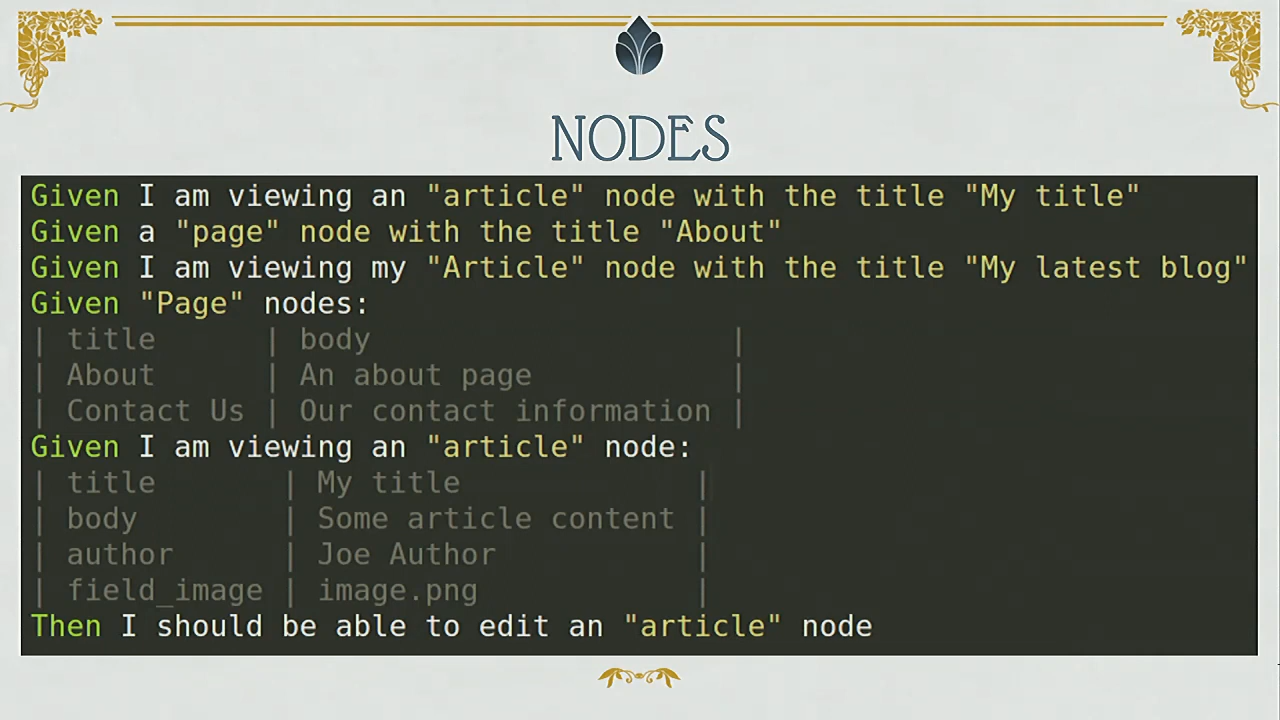 NODES
Given I am viewing an "article" node with the title "My title"
Given a "page" node with the title "About"
Given I am viewing my "Article" node with the title "My latest blog"
Given "Page" nodes:
| title      | body                    |
| About      | An about page           |
| Contact Us | Our contact information |
Given I am viewing an "article" node:
| title       | My title             |
| body        | Some article content |
| author      | Joe Author           |
| field_image | image.png            |
Then I should be able to edit an "article" node